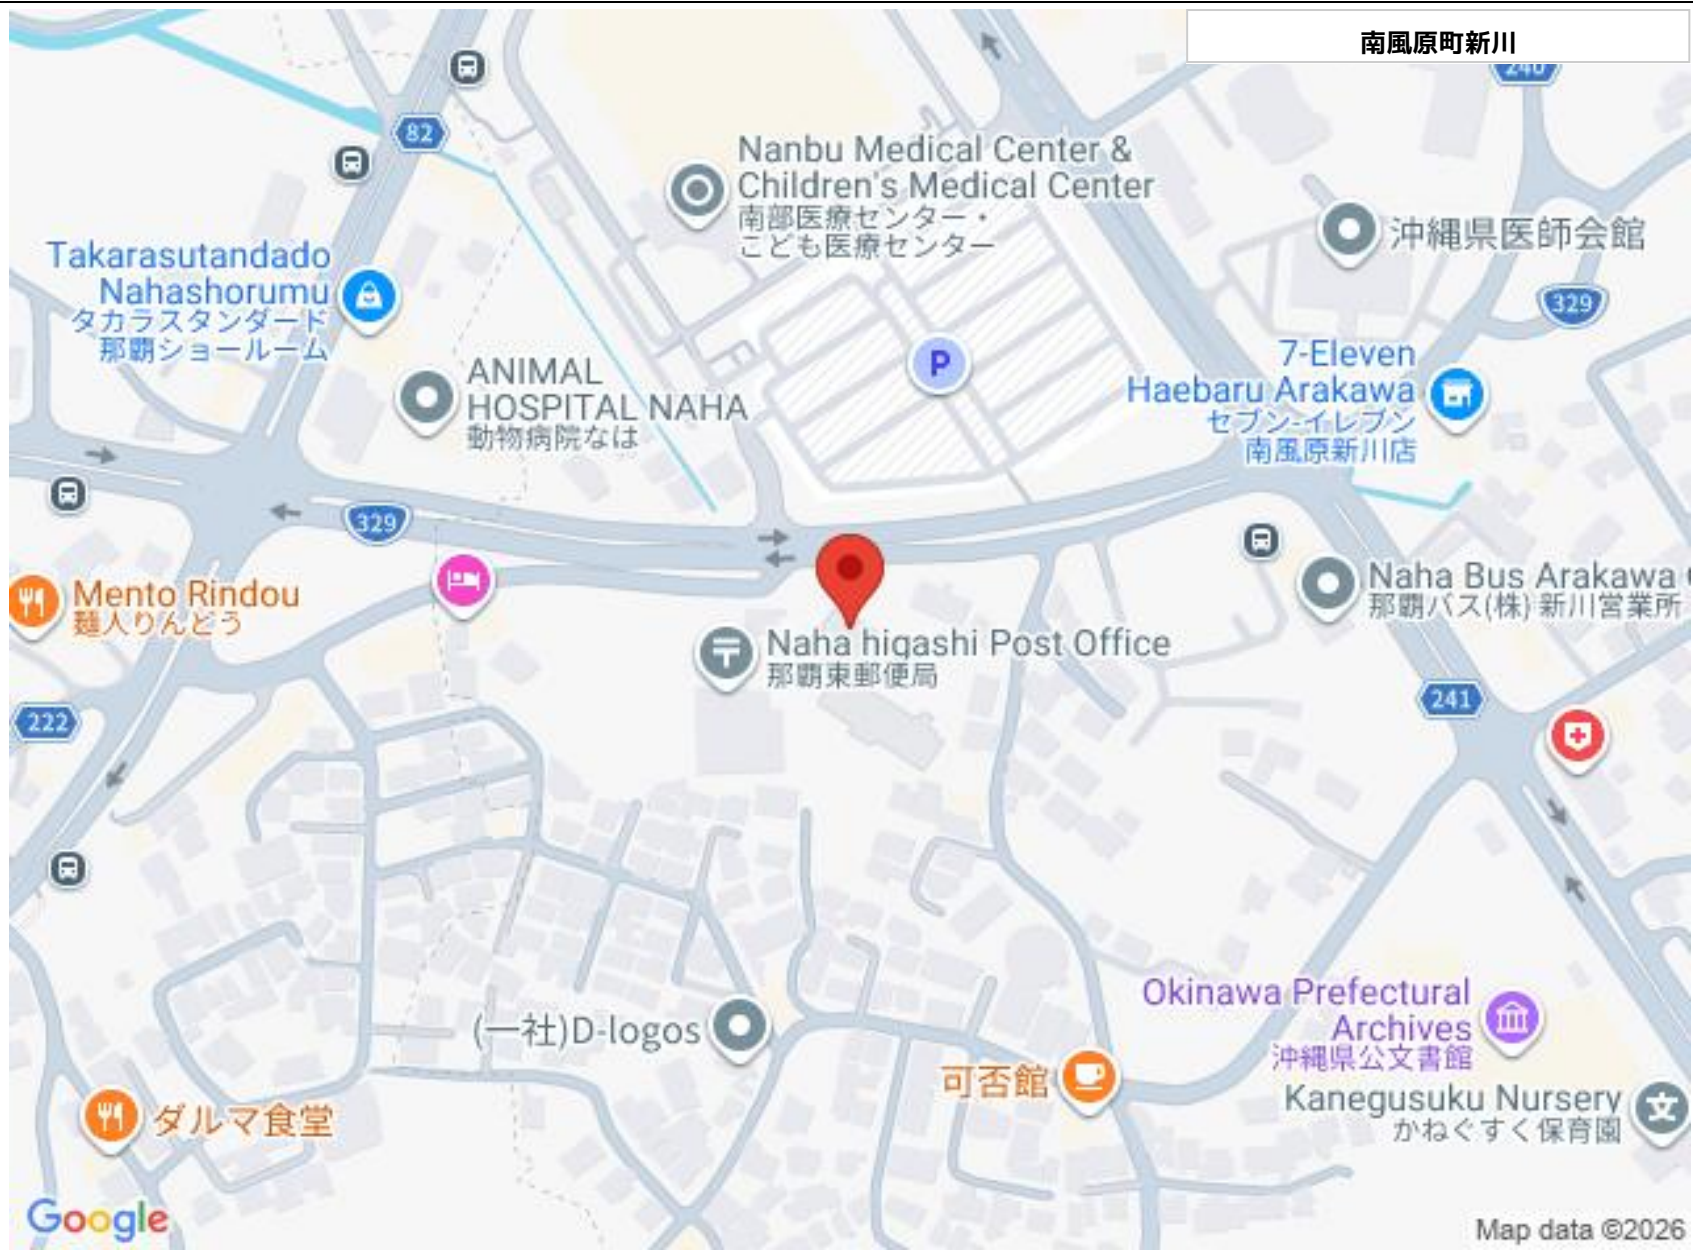 南風原町新川
240
82
Nanbu Medical Center &
Children's Medical Center
南部医療センター・
こども医療センター
沖縄県医師会館
Takarasutandado
Nahashorumu
タカラスタンダード
那覇ショールーム
329
ANIMAL
HOSPITAL NAHA
動物病院なは
P
7-Eleven
Haebaru Arakawa
セブン-イレブン
南風原新川店
329
Mento Rindou
麺人りんどう
Naha Bus Arakawa
那覇バス(株) 新川営業所
Naha higashi Post Office
那覇東郵便局
222
241
Okinawa Prefectural
Archives
沖縄県公文書館
(一社)D-logos
可否館
Kanegusuku Nursery
かねぐすく保育園
ダルマ食堂
Google
Map data ©2026